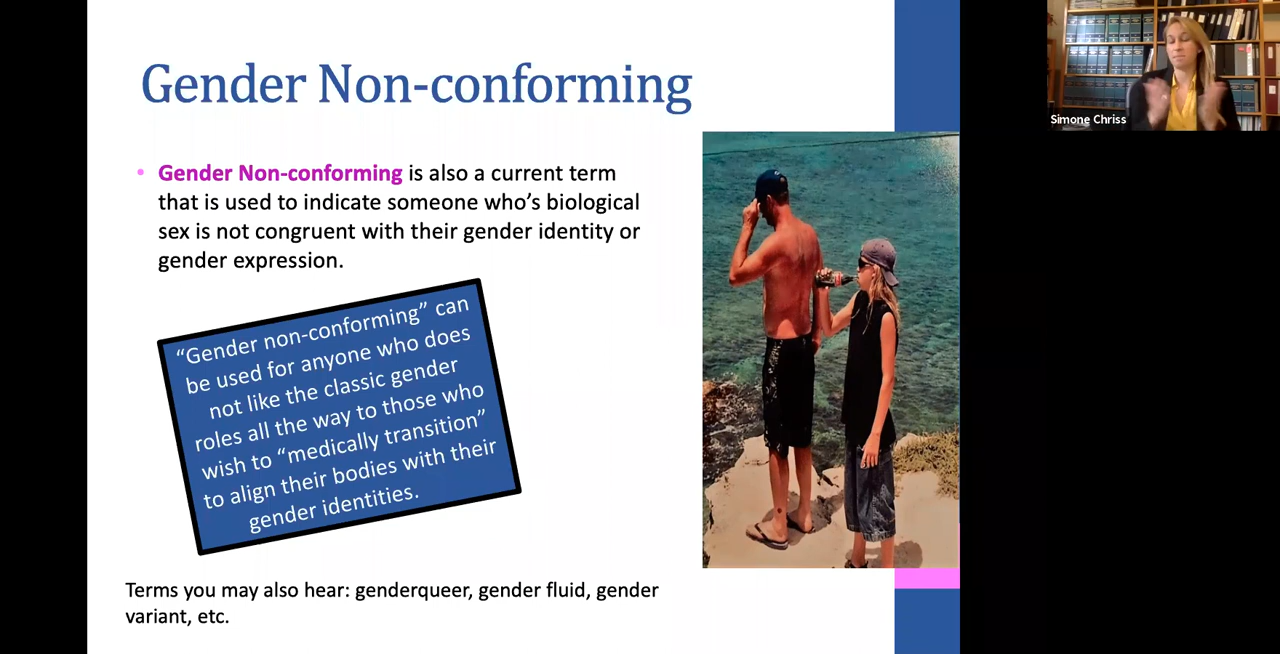 Gender Non-conforming
Simone Chriss
• Gender Non-conforming is also a current term
that is used to indicate someone who’s biological
sex is not congruent with their gender identity or
gender expression.
“Gender non-conforming” can
be used for anyone who does
not like the classic gender
roles all the way to those who
wish to “medically transition”
to align their bodies with their
gender identities.
Terms you may also hear: genderqueer, gender fluid, gender
variant, etc.